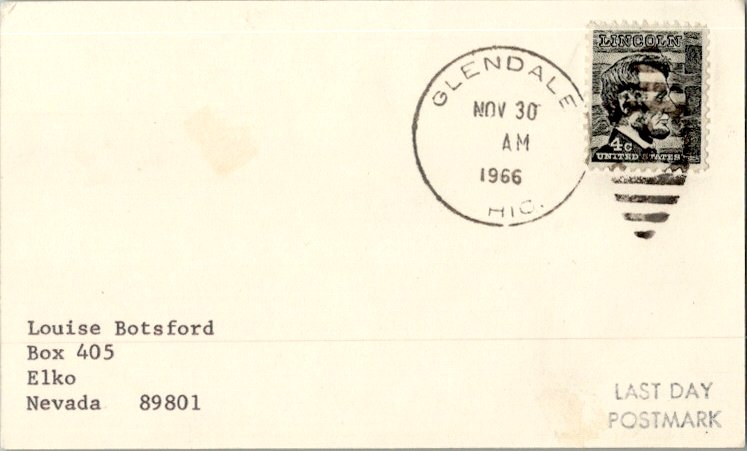 GLENDALE
NOV 30
AM
1966
HIO.
LINCOLN
4c
UNITED STATES
Louise Botsford
Box 405
Elko
Nevada 89801
LAST DAY
POSTMARK